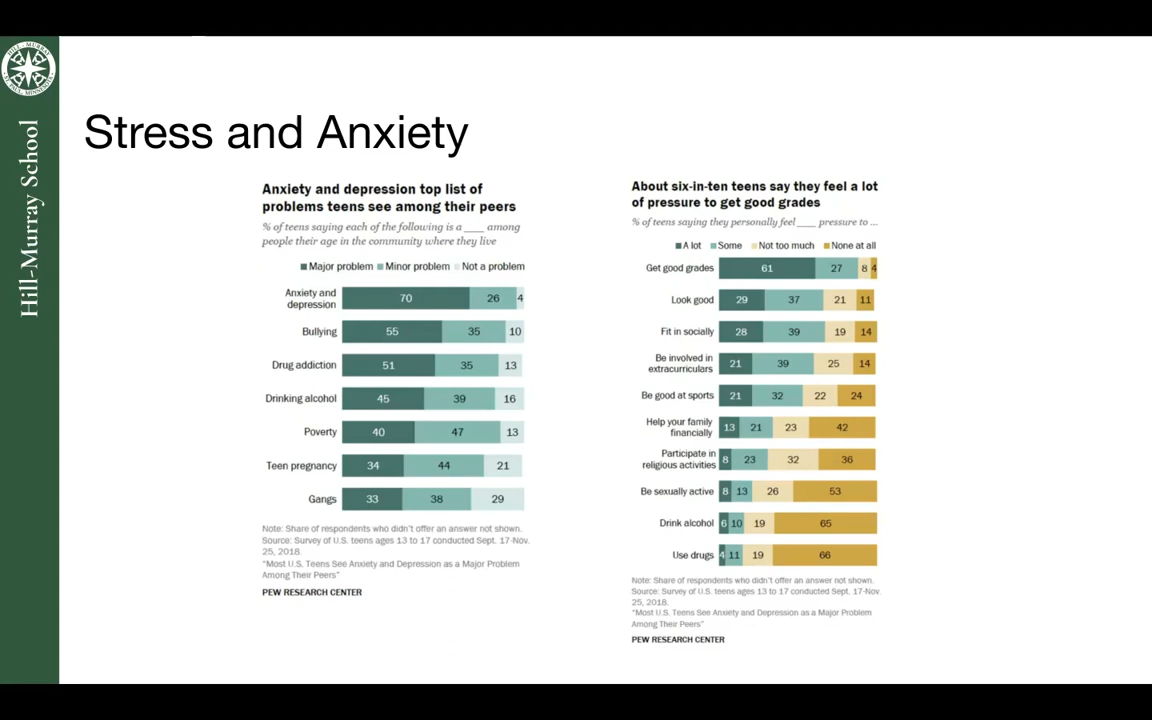 HILL-MURRAY
ST. PAUL, MINNESOTA
Hill-Murray School
Stress and Anxiety
Anxiety and depression top list of
problems teens see among their peers
% of teens saying each of the following is a ____ among
people their age in the community where they live
Major problem Minor problem Not a problem
Anxiety and
depression 70 26 4
Bullying 55 35 10
Drug addiction 51 35 13
Drinking alcohol 45 39 16
Poverty 40 47 13
Teen pregnancy 34 44 21
Gangs 33 38 29
Note: Share of respondents who didn't offer an answer not shown.
Source: Survey of U.S. teens ages 13 to 17 conducted Sept. 17-Nov.
25, 2018.
"Most U.S. Teens See Anxiety and Depression as a Major Problem
Among Their Peers"
PEW RESEARCH CENTER
About six-in-ten teens say they feel a lot
of pressure to get good grades
% of teens saying they personally feel ____ pressure to ...
A lot Some Not too much None at all
Get good grades 61 27 8 4
Look good 29 37 21 11
Fit in socially 28 39 19 14
Be involved in
extracurriculars 21 39 25 14
Be good at sports 21 32 22 24
Help your family
financially 13 21 23 42
Participate in
religious activities 8 23 32 36
Be sexually active 8 13 26 53
Drink alcohol 6 10 19 65
Use drugs 4 11 19 66
Note: Share of respondents who didn't offer an answer not shown.
Source: Survey of U.S. teens ages 13 to 17 conducted Sept. 17-Nov.
25, 2018.
"Most U.S. Teens See Anxiety and Depression as a Major Problem
Among Their Peers"
PEW RESEARCH CENTER